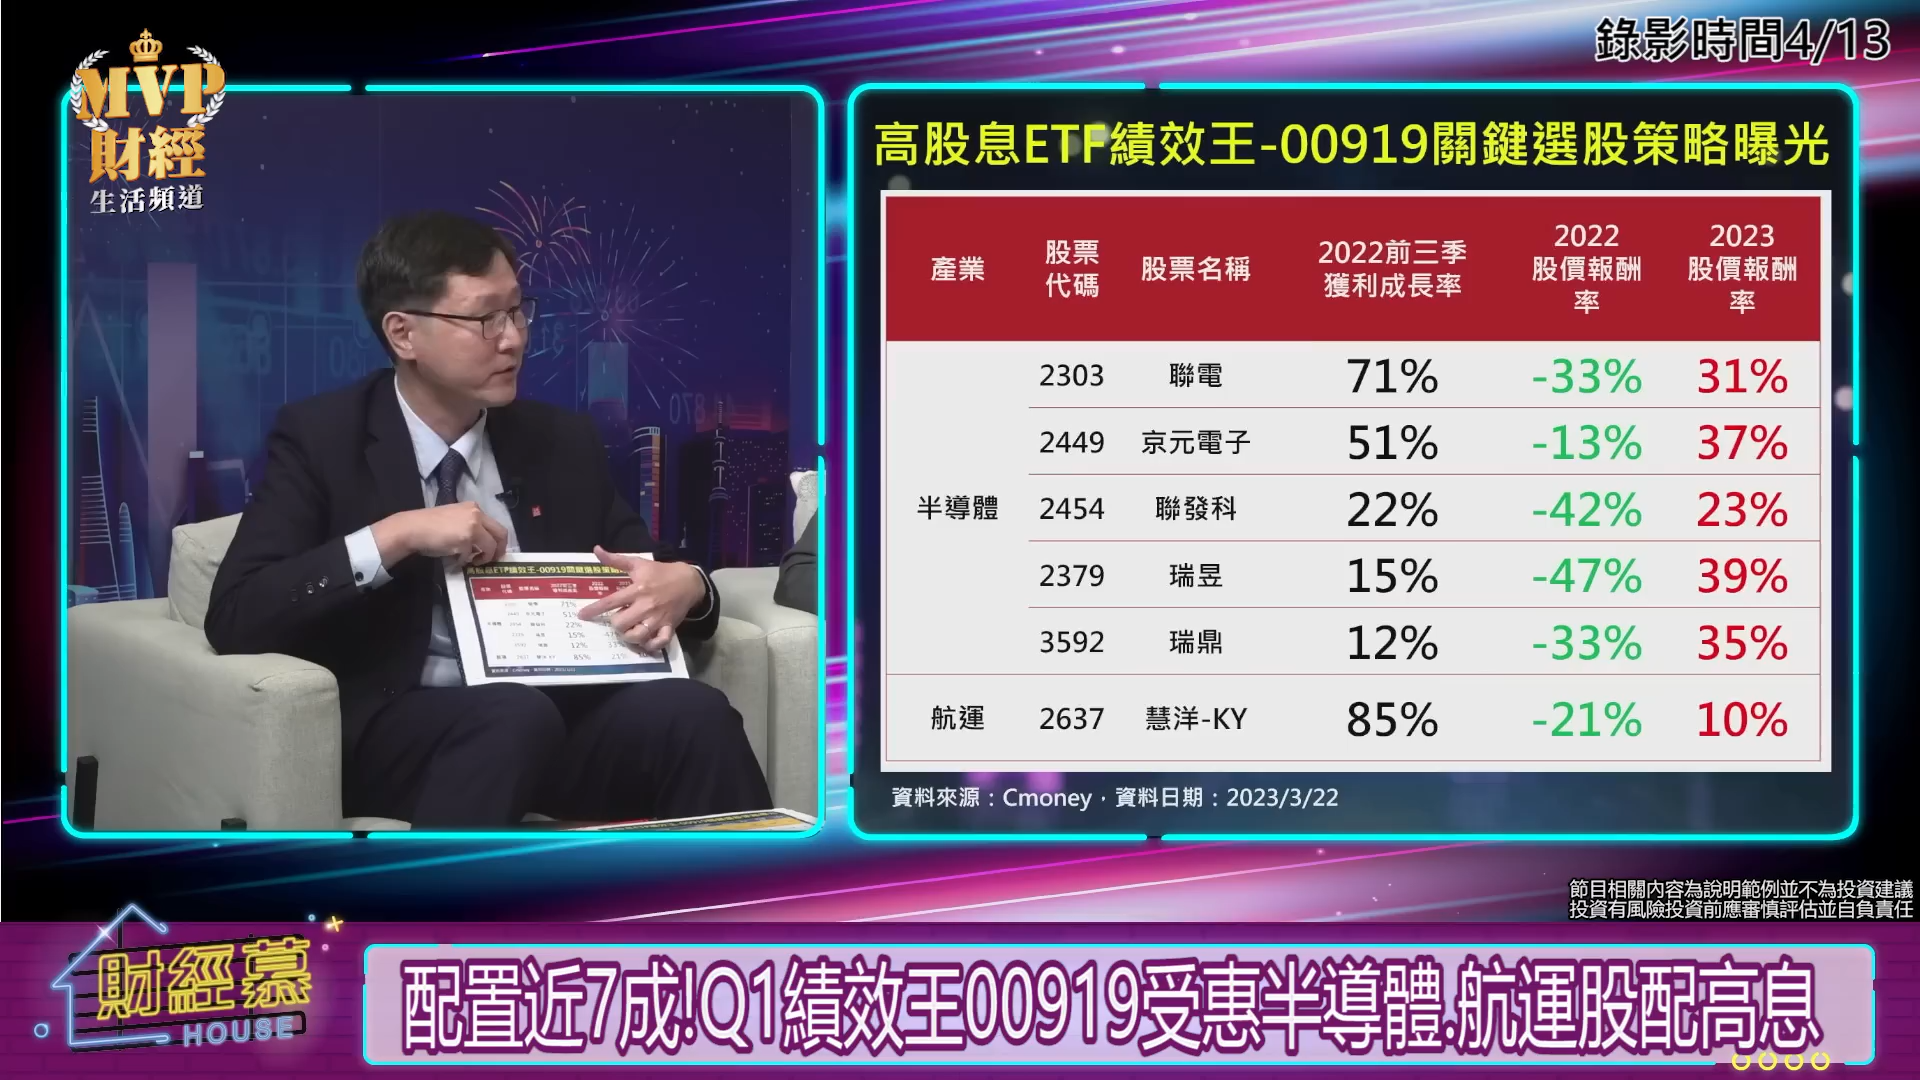 錄影時間4/13
MVP
財經
生活頻道
高股息ETF績效王-00919關鍵選股策略曝光
產業 股票代碼 股票名稱 2022前三季獲利成長率 2022股價報酬率 2023股價報酬率
半導體 2303 聯電 71% -33% 31%
2449 京元電子 51% -13% 37%
2454 聯發科 22% -42% 23%
2379 瑞昱 15% -47% 39%
3592 瑞鼎 12% -33% 35%
航運 2637 慧洋-KY 85% -21% 10%
資料來源：Cmoney，資料日期：2023/3/22
節目相關內容為說明範例並不為投資建議
投資有風險投資前應審慎評估並自負責任
財經慕
HOUSE
配置近7成!Q1績效王00919受惠半導體.航運股配高息